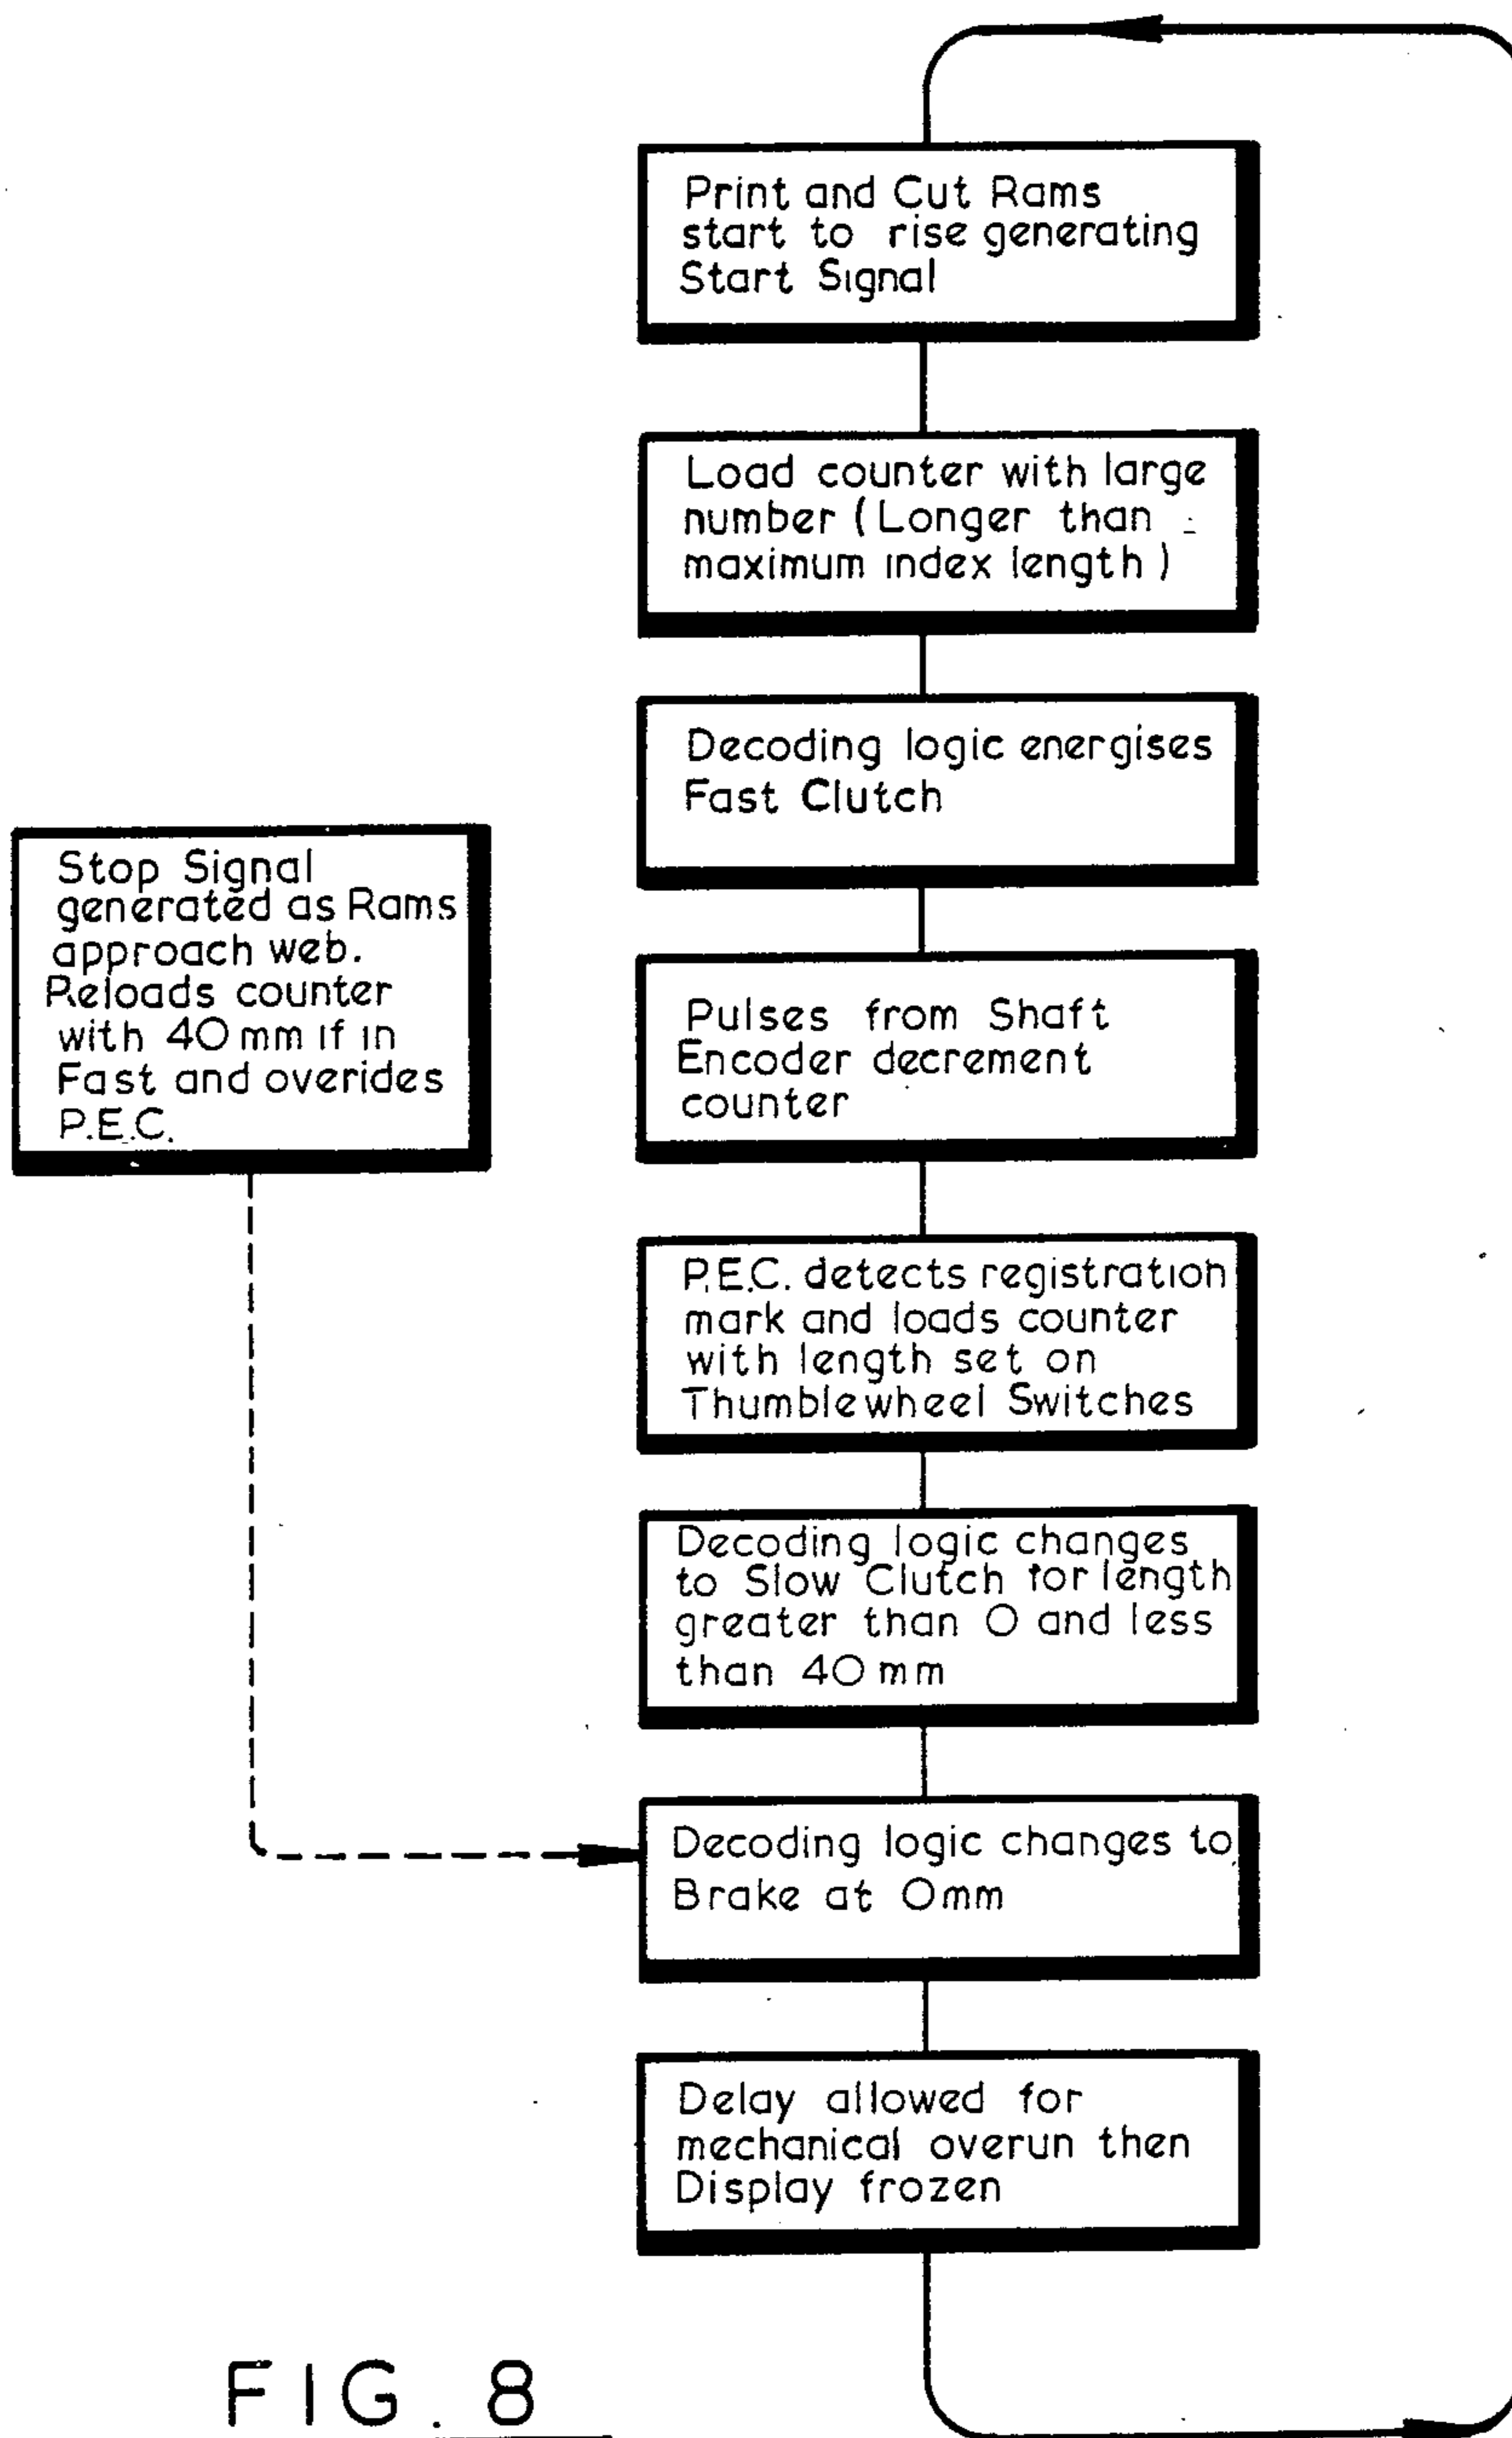 Print and Cut Rams
start to rise generating
Start Signal
Load counter with large
number (Longer than
maximum index length)
Decoding logic energises
Fast Clutch
Stop Signal
generated as Rams
approach web.
Reloads counter
with 40mm if in
Fast and overides
P.E.C.
Pulses from Shaft
Encoder decrement
counter
P.E.C. detects registration
mark and loads counter
with length set on
Thumblewheel Switches
Decoding logic changes
to Slow Clutch for length
greater than 0 and less
than 40mm
Decoding logic changes to
Brake at 0mm
Delay allowed for
mechanical overun then
Display frozen
FIG. 8